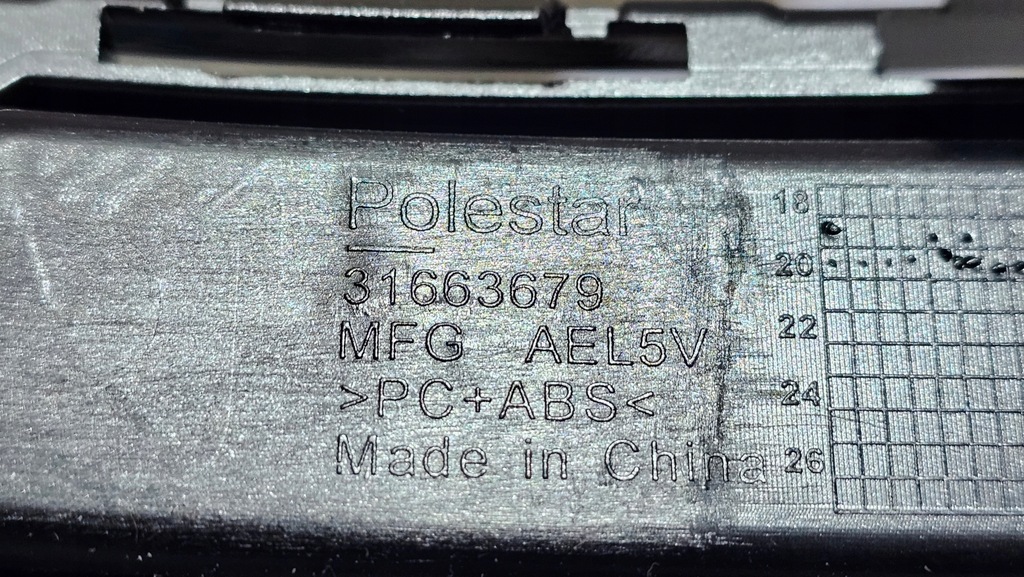 Polestar
31663679
MFG AEL5V
>PC+ABS<
Made in China
18
20
22
24
26